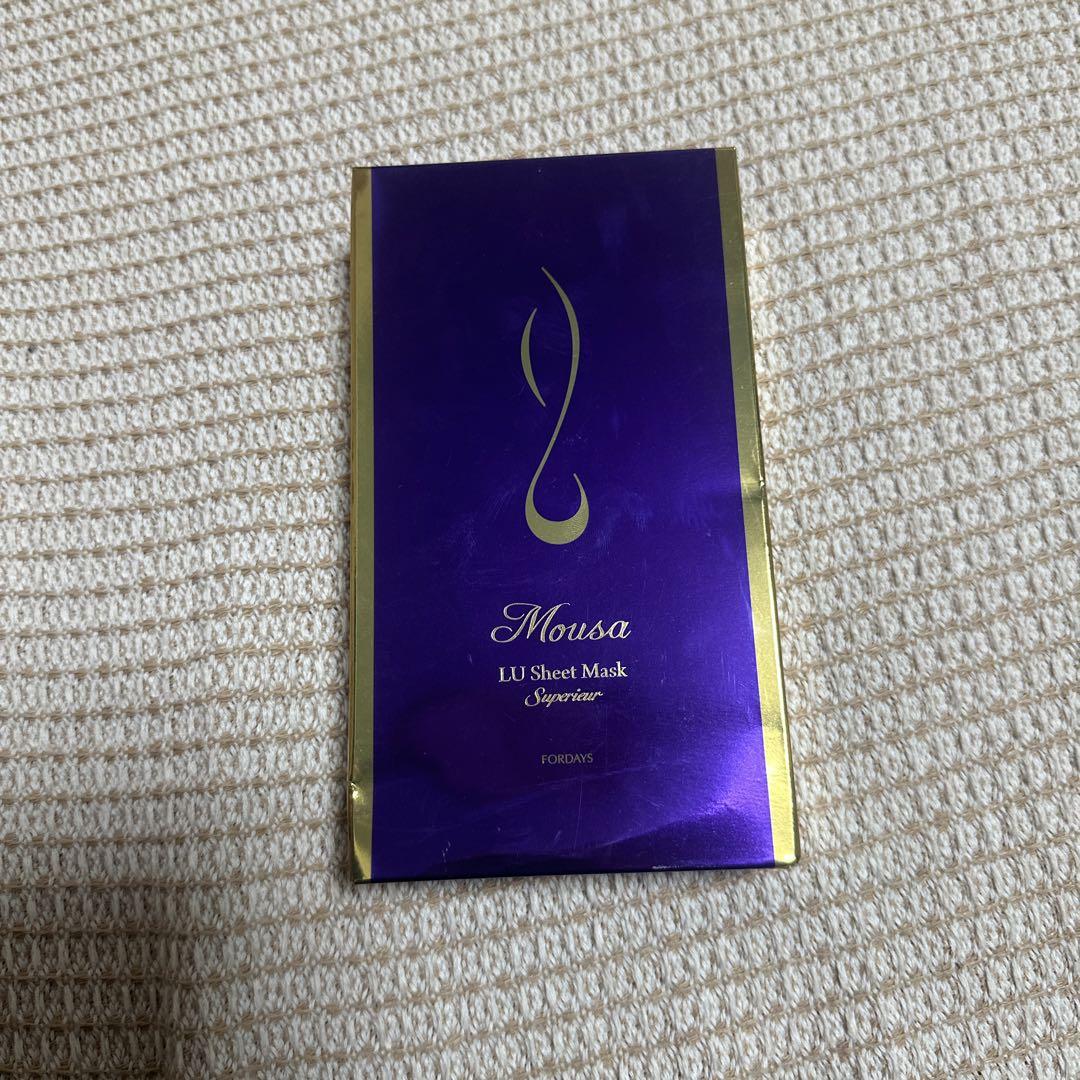 Mousa
LU Sheet Mask
Superieur
FORDAYS